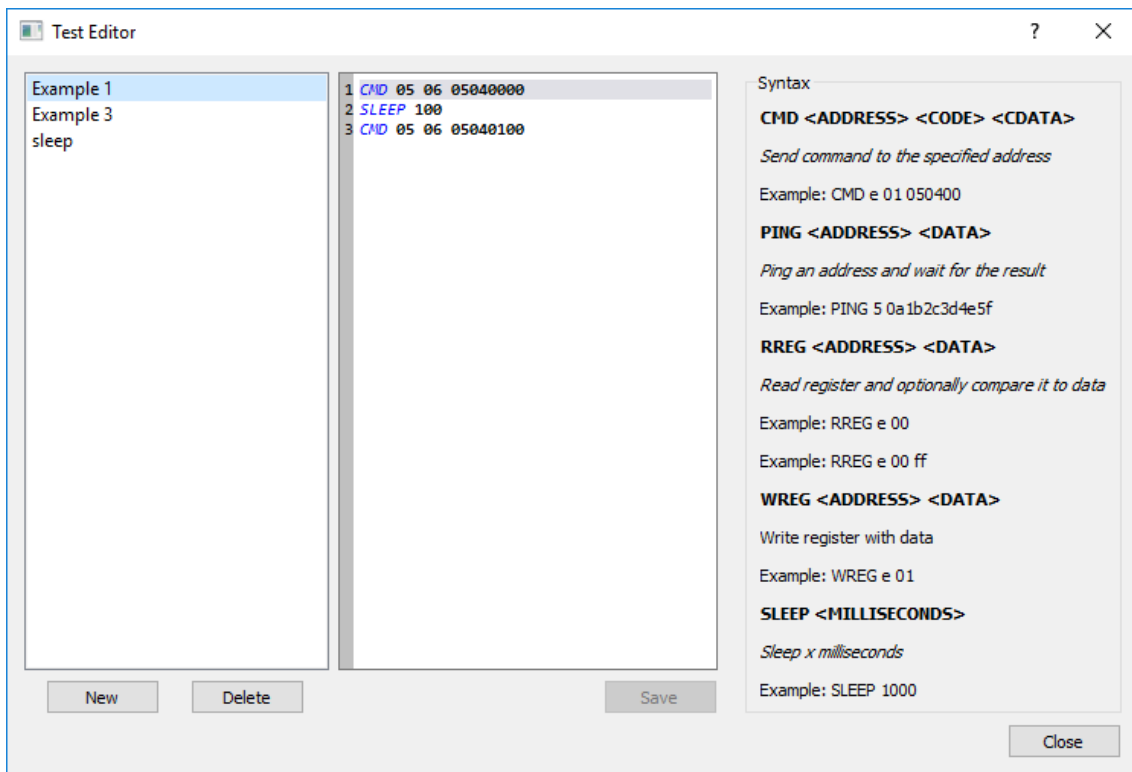 Test Editor
?
Example 1
Example 3
sleep
1 CMD 05 06 05040000
2 SLEEP 100
3 CMD 05 06 05040100
New
Delete
Save
Syntax
CMD <ADDRESS> <CODE> <CDATA>
Send command to the specified address
Example: CMD e 01 050400
PING <ADDRESS> <DATA>
Ping an address and wait for the result
Example: PING 5 0a1b2c3d4e5f
RREG <ADDRESS> <DATA>
Read register and optionally compare it to data
Example: RREG e 00
Example: RREG e 00 ff
WREG <ADDRESS> <DATA>
Write register with data
Example: WREG e 01
SLEEP <MILLISECONDS>
Sleep x milliseconds
Example: SLEEP 1000
Close